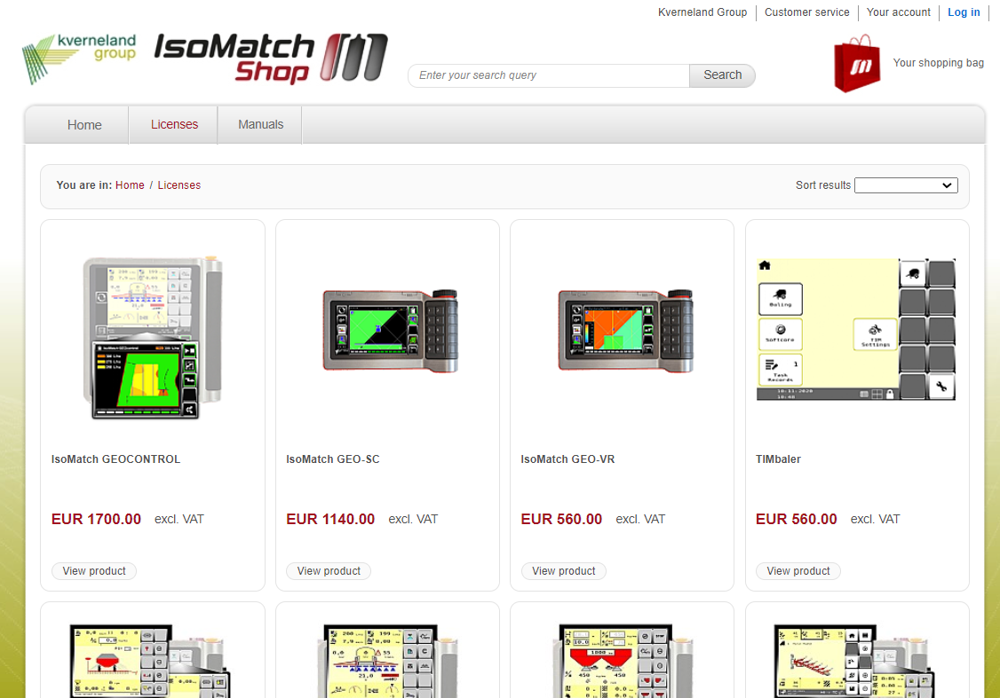 Kverneland Group
Customer service
Your account
Log in
kverneland
group
IsoMatch
Shop
Enter your search query
Search
Your shopping bag
Home
Licenses
Manuals
You are in: Home / Licenses
Sort results
Baling
Softcore
TIM
Settings
1
Task
Records
IsoMatch GEOCONTROL
IsoMatch GEO-SC
IsoMatch GEO-VR
TIMbaler
EUR 1700.00 excl. VAT
EUR 1140.00 excl. VAT
EUR 560.00 excl. VAT
EUR 560.00 excl. VAT
View product
View product
View product
View product